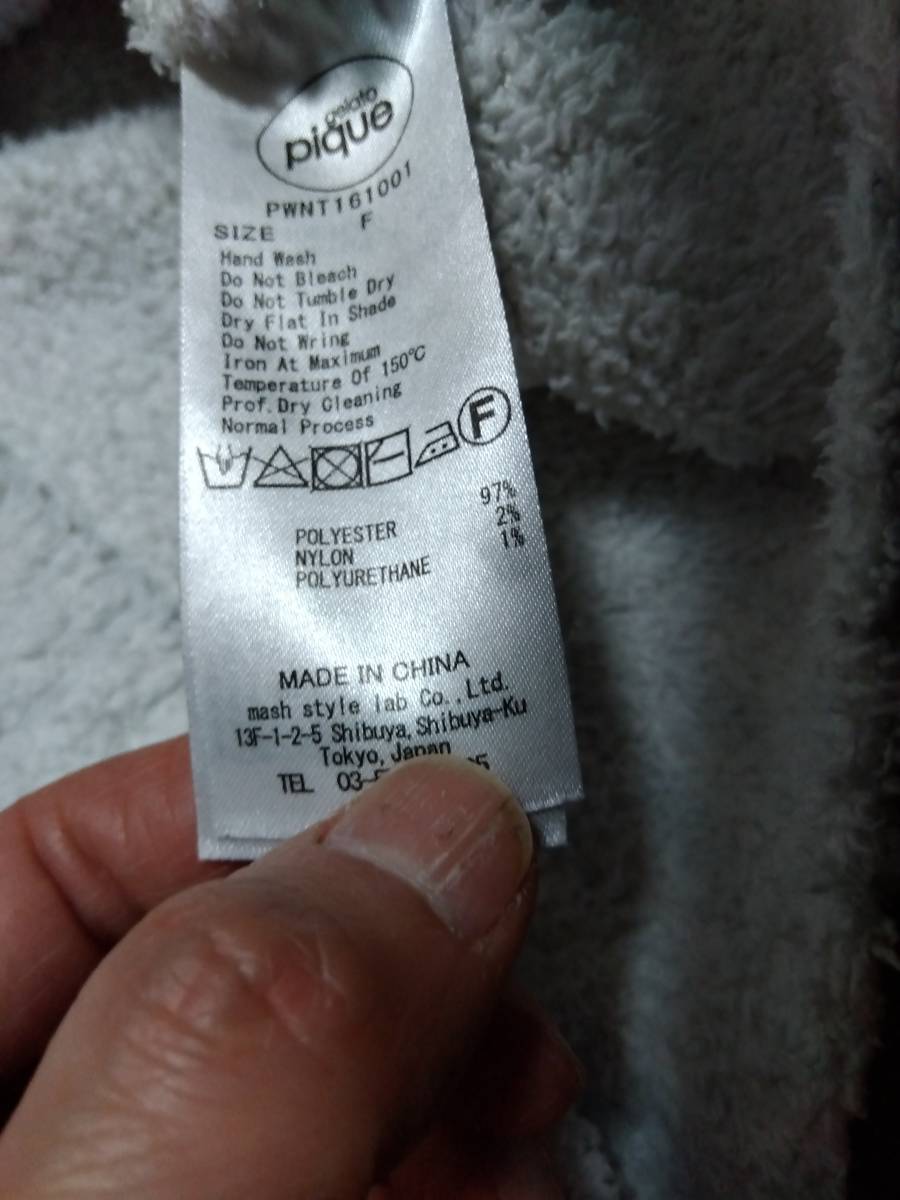 gelato
pique
PWNT161001
SIZE F
Hand Wash
Do Not Bleach
Do Not Tumble Dry
Dry Flat In Shade
Do Not Wring
Iron At Maximum
Temperature Of 150℃
Prof.Dry Cleaning
Normal Process
F
POLYESTER 97%
NYLON 2%
POLYURETHANE 1%
MADE IN CHINA
mash style lab Co.,Ltd.
13F-1-2-5 Shibuya,Shibuya-Ku
Tokyo,Japan
TEL 03-